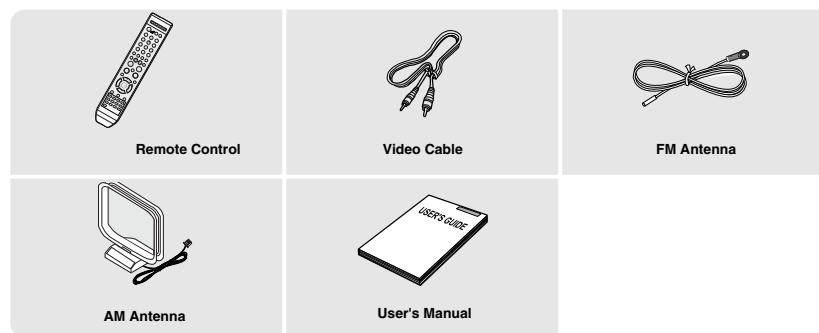 Remote Control
Video Cable
FM Antenna
USER'S GUIDE
AM Antenna
User's Manual